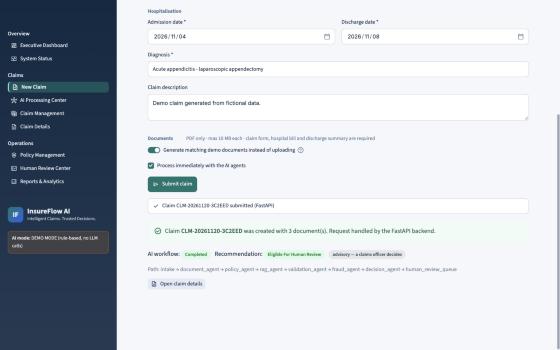 Overview
Executive Dashboard
System Status
Claims
New Claim
AI Processing Center
Claim Management
Claim Details
Operations
Policy Management
Human Review Center
Reports & Analytics
IF
InsureFlow AI
Intelligent Claims. Trusted Decisions.
AI mode: DEMO MODE (rule-based, no LLM
calls)
Hospitalisation
Admission date *
Discharge date *
2026/11/04
2026/11/08
Diagnosis *
Acute appendicitis - laparoscopic appendectomy
Claim description
Demo claim generated from fictional data.
Documents PDF only · max 10 MB each · claim form, hospital bill and discharge summary are required
Generate matching demo documents instead of uploading
Process immediately with the AI agents
Submit claim
Claim CLM-20261120-3C2EED submitted (FastAPI)
Claim CLM-20261120-3C2EED was created with 3 document(s). Request handled by the FastAPI backend.
AI workflow: Completed Recommendation: Eligible For Human Review advisory — a claims officer decides
Path: intake → document_agent → policy_agent → rag_agent → validation_agent → fraud_agent → decision_agent → human_review_queue
Open claim details